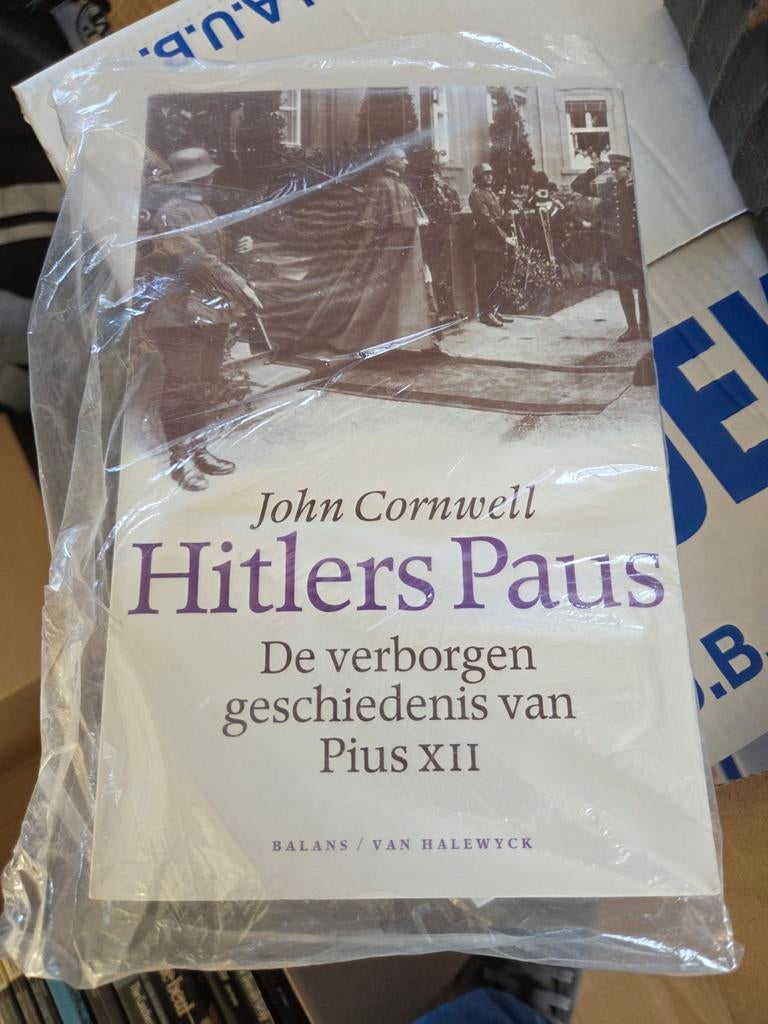 A.U.B.
John Cornwell
Hitlers Paus
De verborgen
geschiedenis van
Pius XII
BALANS / VAN HALEWYCK
.B.